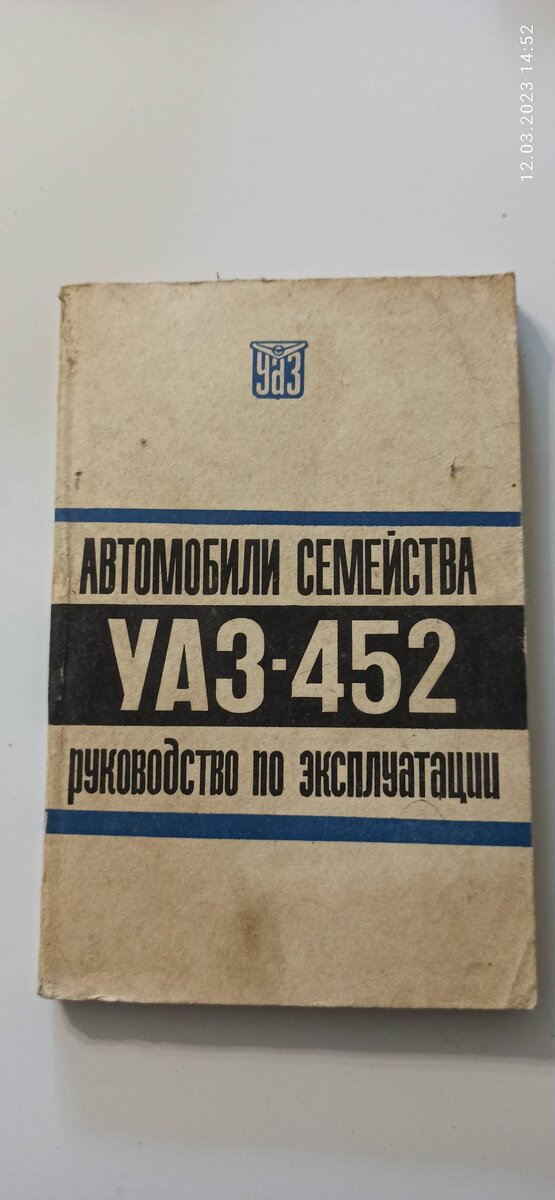 12.03.2023 14:52
УАЗ
АВТОМОБИЛИ СЕМЕЙСТВА
УАЗ-452
руководство по эксплуатации